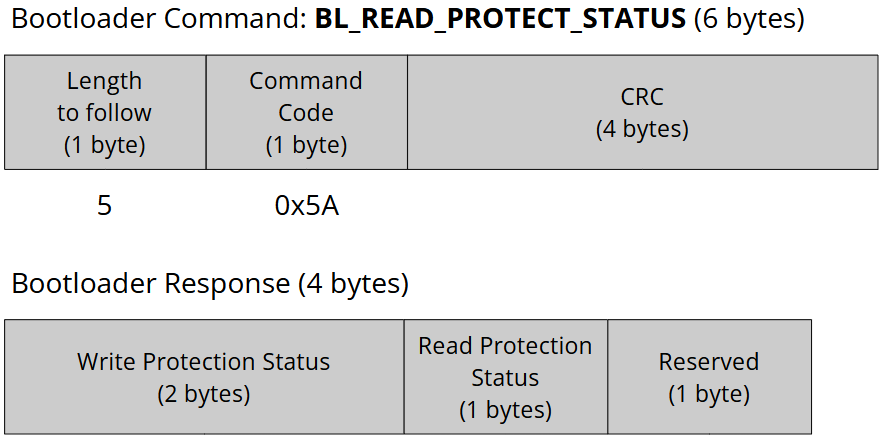 Bootloader Command: BL_READ_PROTECT_STATUS (6 bytes)
Length
to follow
(1 byte)
Command
Code
(1 byte)
CRC
(4 bytes)
5
0x5A
Bootloader Response (4 bytes)
Write Protection Status
(2 bytes)
Read Protection
Status
(1 bytes)
Reserved
(1 byte)